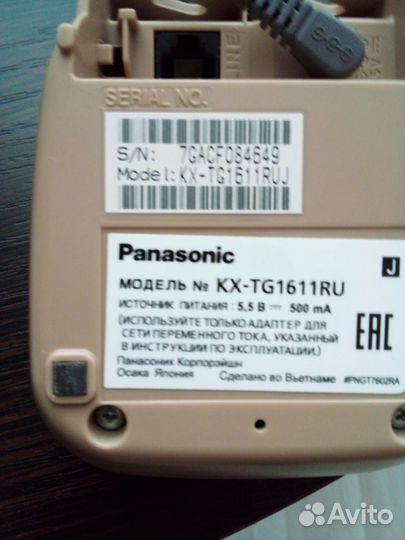 LINE
5.5V
SERIAL NO.
S/N: 7GACF084649
Model: KX-TG1611RUJ
Panasonic
J
МОДЕЛЬ № KX-TG1611RU
ИСТОЧНИК ПИТАНИЯ : 5,5 В ⎓ 500 mA
(ИСПОЛЬЗУЙТЕ ТОЛЬКО АДАПТЕР ДЛЯ
СЕТИ ПЕРЕМЕННОГО ТОКА, УКАЗАННЫЙ
В ИНСТРУКЦИИ ПО ЭКСПЛУАТАЦИИ.)
EAC
Панасоник Корпорэйшн
Осака Япония
Сделано во Вьетнаме
#PNGT7602RA
Avito